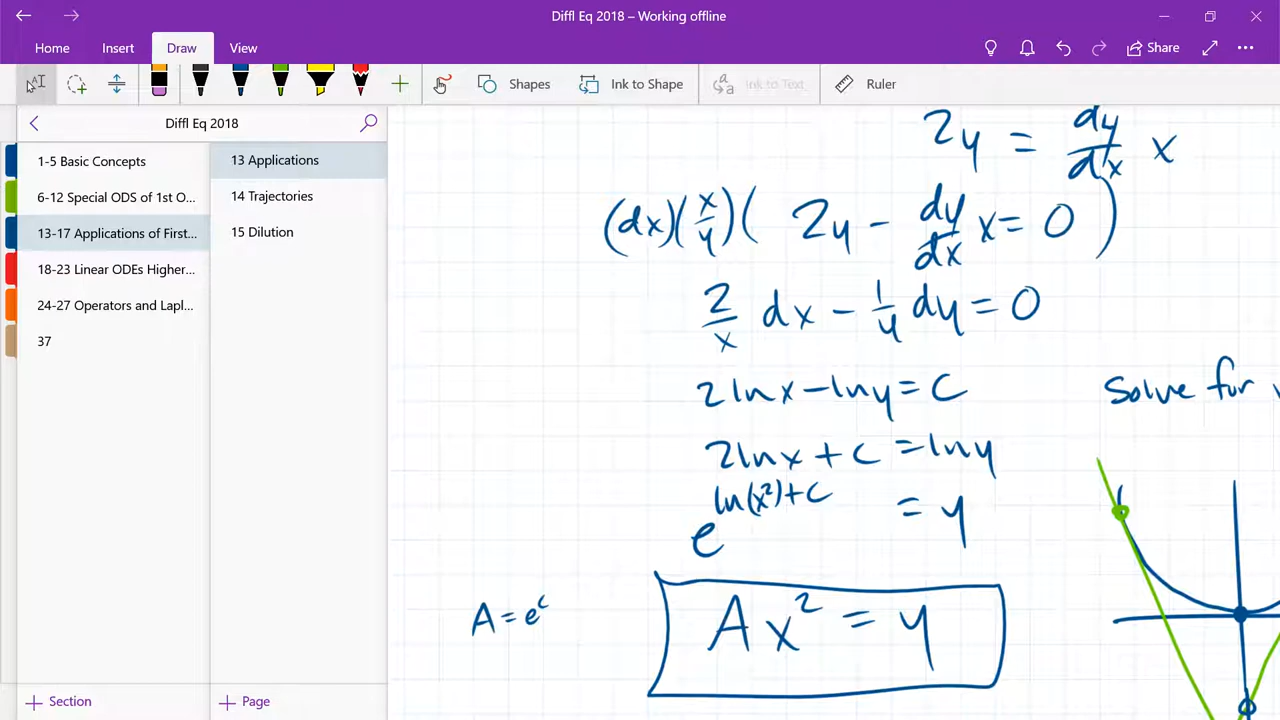 Diffl Eq 2018 – Working offline
Home Insert Draw View Share
Shapes Ink to Shape Ink to Text Ruler
Diffl Eq 2018
1-5 Basic Concepts
6-12 Special ODS of 1st O...
13-17 Applications of First...
18-23 Linear ODEs Higher...
24-27 Operators and Lapl...
37
13 Applications
14 Trajectories
15 Dilution
+ Section
+ Page
2y = dy/dx x
(dx)(x/y)( 2y - dy/dx x = 0 )
2/x dx - 1/y dy = 0
2lnx - lny = C
Solve for
2lnx + c = lny
e^(ln(x²)+c) = y
A = e^c
Ax² = y